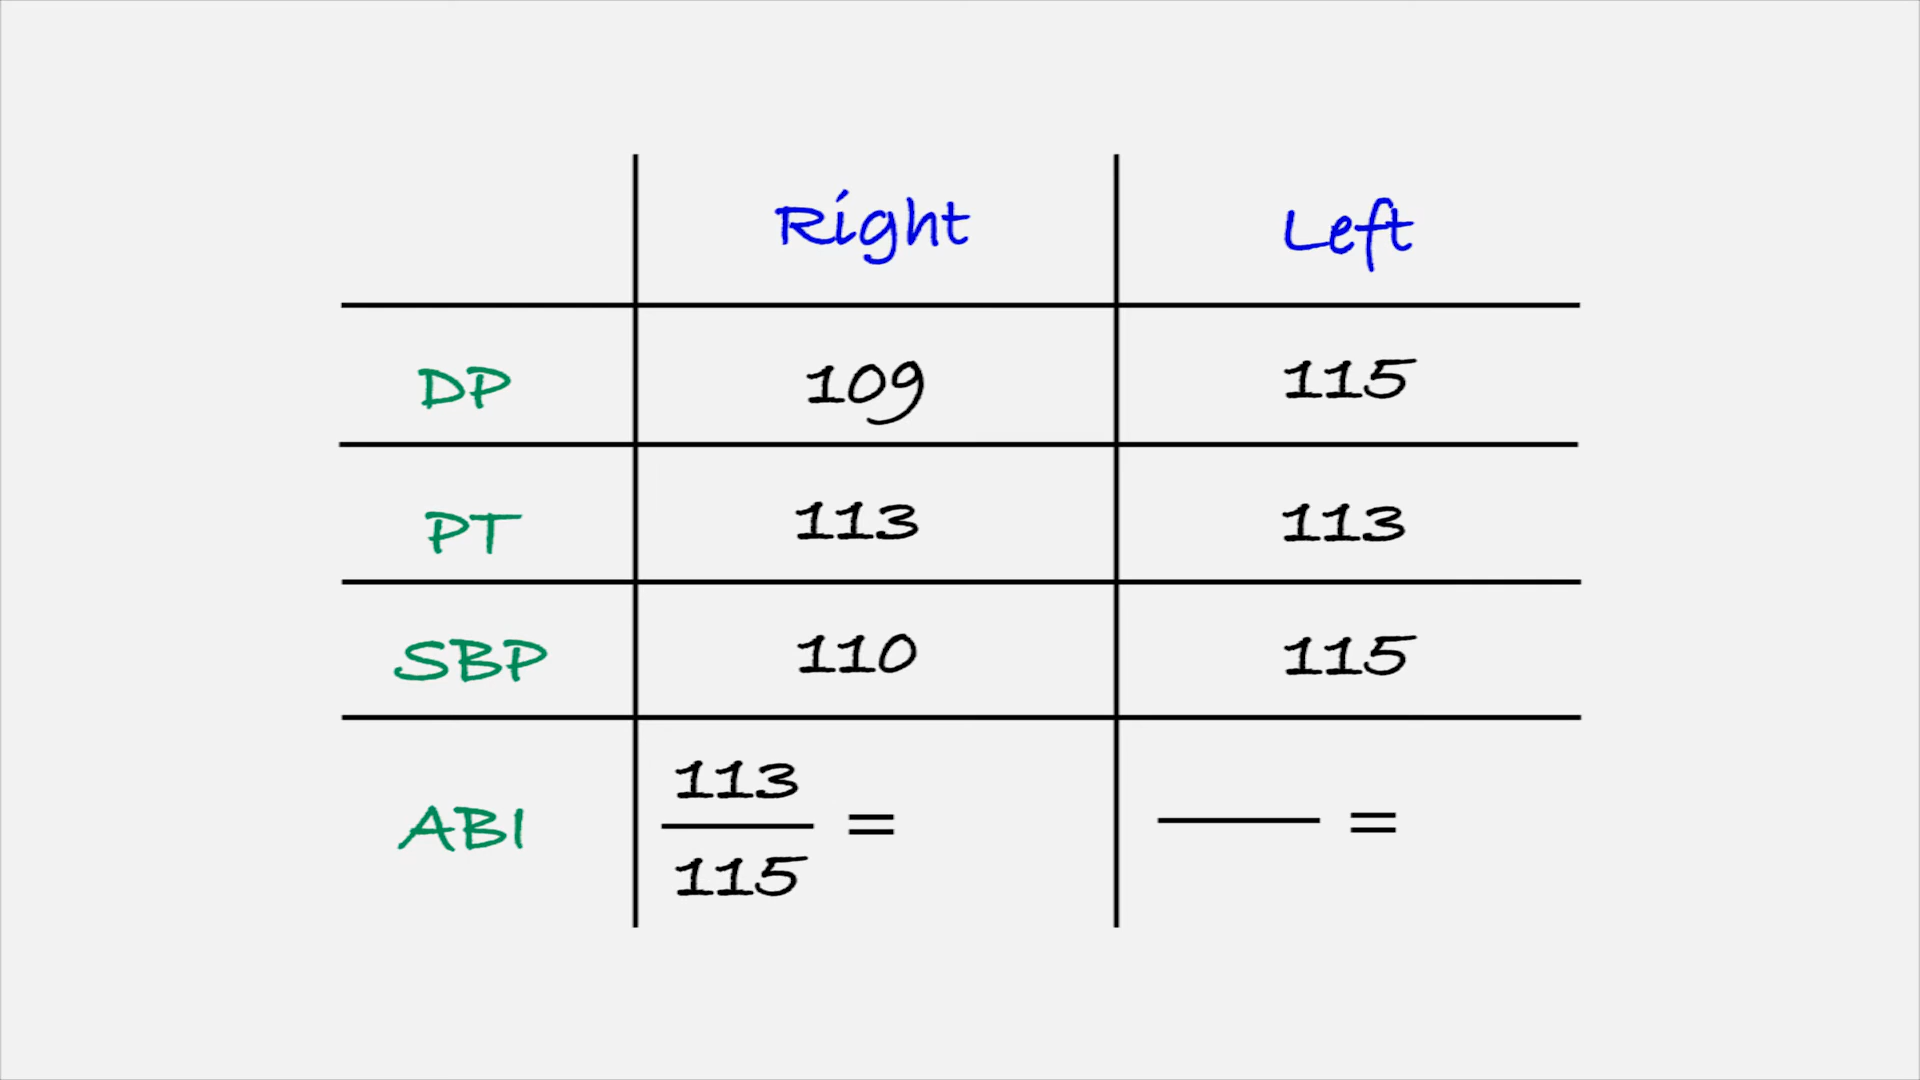 Right Left
DP 109 115
PT 113 113
SBP 110 115
ABI 113/115 = =